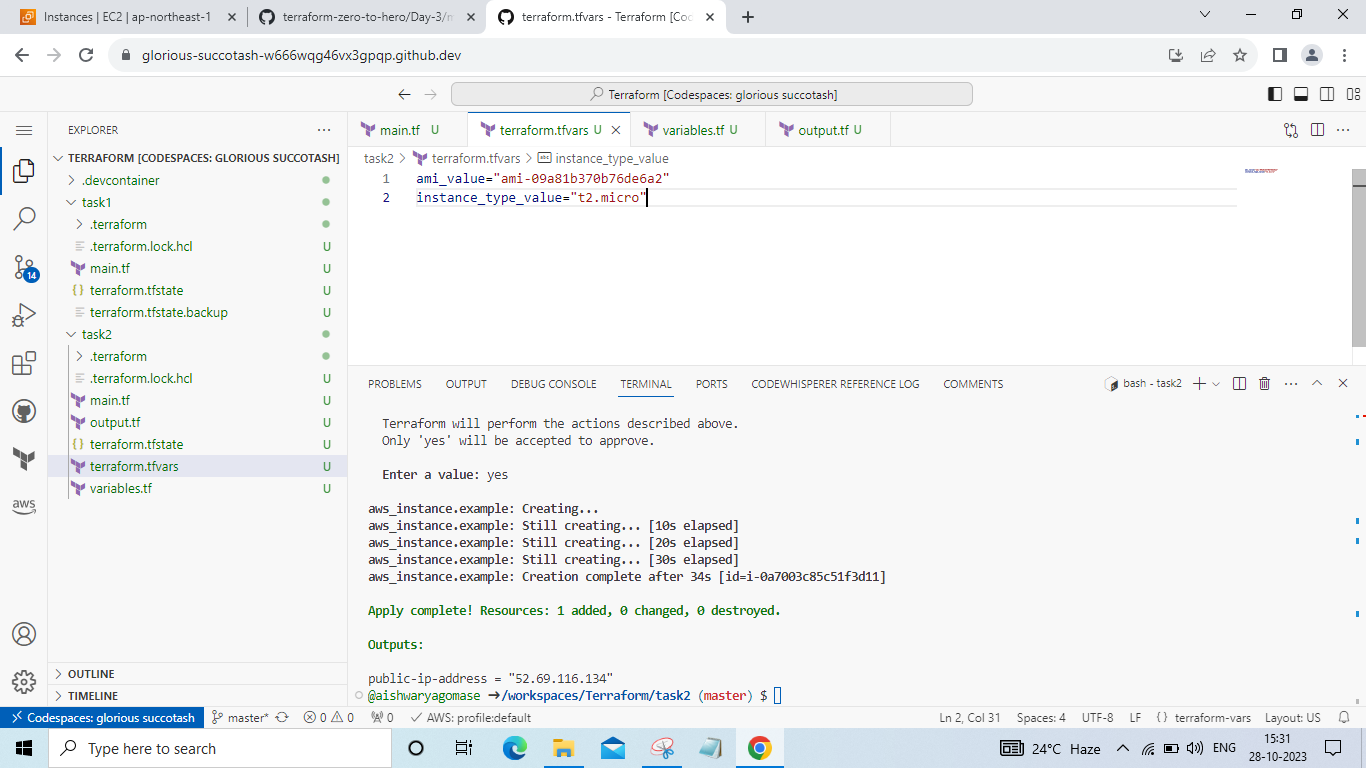 Instances | EC2 | ap-northeast-1
terraform-zero-to-hero/Day-3/m
terraform.tfvars - Terraform [Co
glorious-succotash-w666wqg46vx3gpqp.github.dev
Terraform [Codespaces: glorious succotash]
EXPLORER
main.tf U
terraform.tfvars U
variables.tf U
output.tf U
TERRAFORM [CODESPACES: GLORIOUS SUCCOTASH]
task2 > terraform.tfvars > instance_type_value
.devcontainer
1 ami_value="ami-09a81b370b76de6a2"
task1
2 instance_type_value="t2.micro"
.terraform
.terraform.lock.hcl U
main.tf U
14
terraform.tfstate U
terraform.tfstate.backup U
task2
.terraform
.terraform.lock.hcl U
main.tf U
output.tf U
terraform.tfstate U
terraform.tfvars U
variables.tf U
aws
OUTLINE
TIMELINE
PROBLEMS OUTPUT DEBUG CONSOLE TERMINAL PORTS CODEWHISPERER REFERENCE LOG COMMENTS
bash - task2
Terraform will perform the actions described above.
Only 'yes' will be accepted to approve.
Enter a value: yes
aws_instance.example: Creating...
aws_instance.example: Still creating... [10s elapsed]
aws_instance.example: Still creating... [20s elapsed]
aws_instance.example: Still creating... [30s elapsed]
aws_instance.example: Creation complete after 34s [id=i-0a7003c85c51f3d11]
Apply complete! Resources: 1 added, 0 changed, 0 destroyed.
Outputs:
public-ip-address = "52.69.116.134"
@aishwaryagomase ➜/workspaces/Terraform/task2 (master) $
Codespaces: glorious succotash master* 0 0 0 AWS: profile:default Ln 2, Col 31 Spaces: 4 UTF-8 LF {} terraform-vars Layout: US
Type here to search
24°C Haze
ENG
15:31
28-10-2023